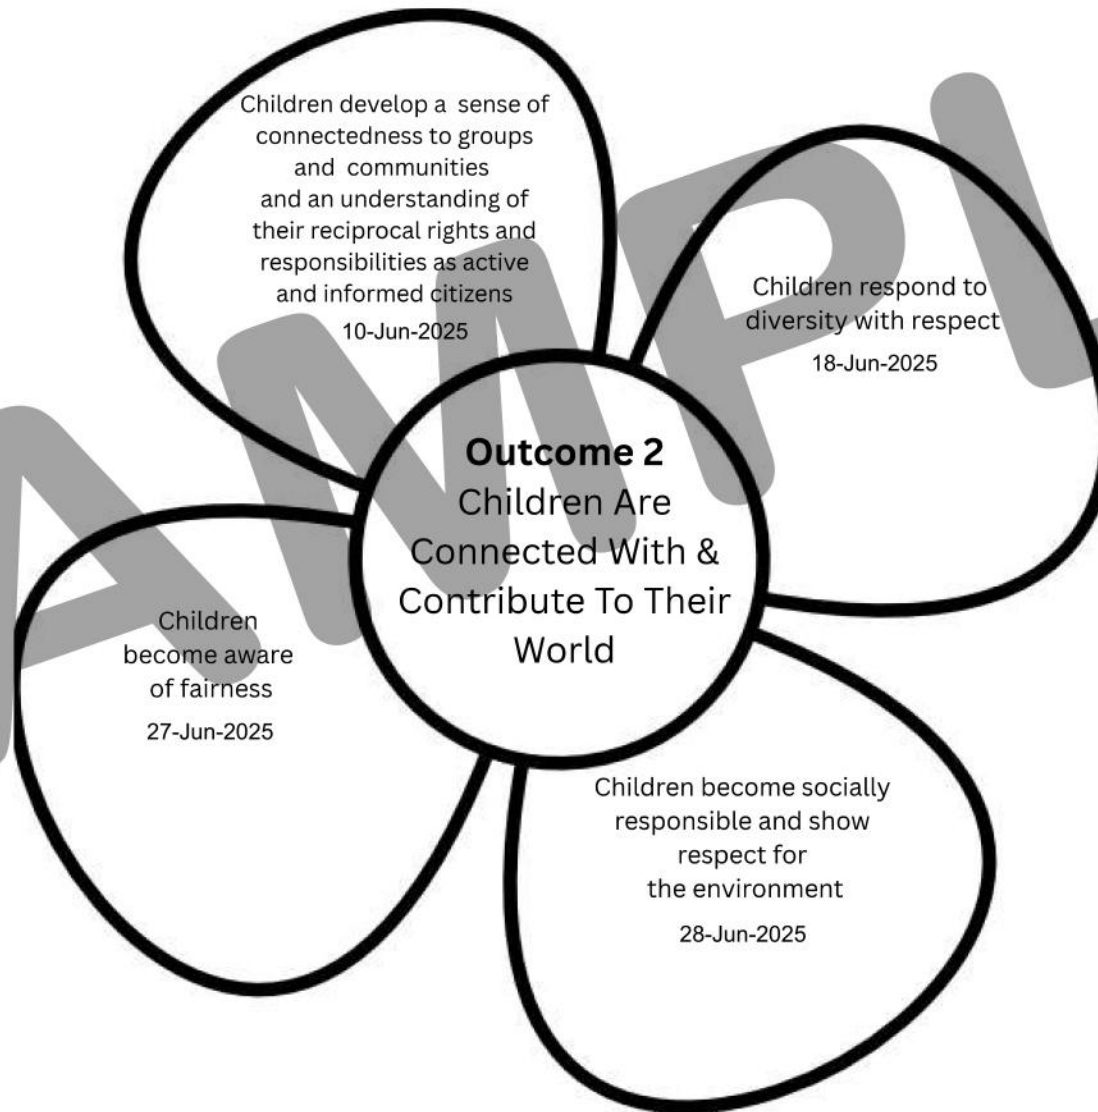 Children develop a sense of
connectedness to groups
and communities
and an understanding of
their reciprocal rights and
responsibilities as active
and informed citizens
10-Jun-2025
Children respond to
diversity with respect
18-Jun-2025
Outcome 2
Children Are
Connected With &
Contribute To Their
World
Children
become aware
of fairness
27-Jun-2025
Children become socially
responsible and show
respect for
the environment
28-Jun-2025
AMPL